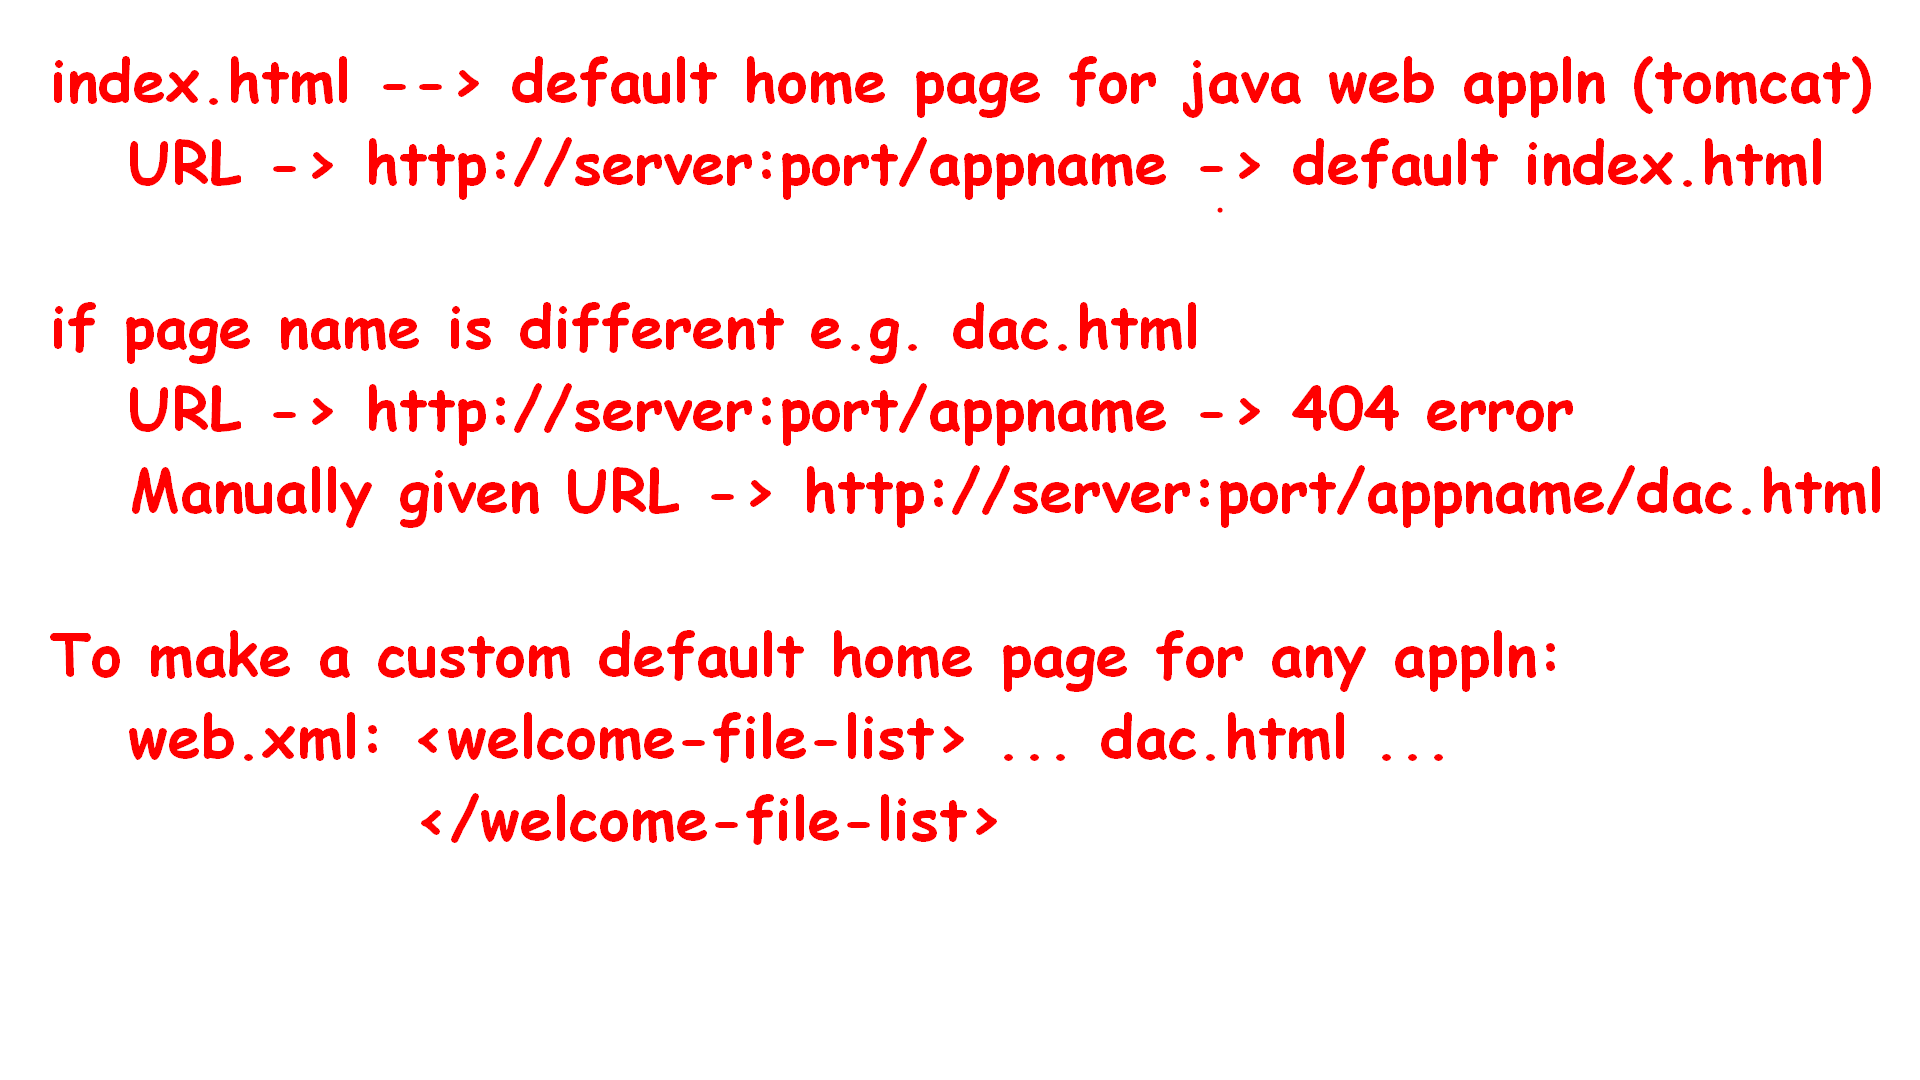 index.html --> default home page for java web appln (tomcat)
URL -> http://server:port/appname -> default index.html
if page name is different e.g. dac.html
URL -> http://server:port/appname -> 404 error
Manually given URL -> http://server:port/appname/dac.html
To make a custom default home page for any appln:
web.xml: <welcome-file-list> ... dac.html ...
</welcome-file-list>